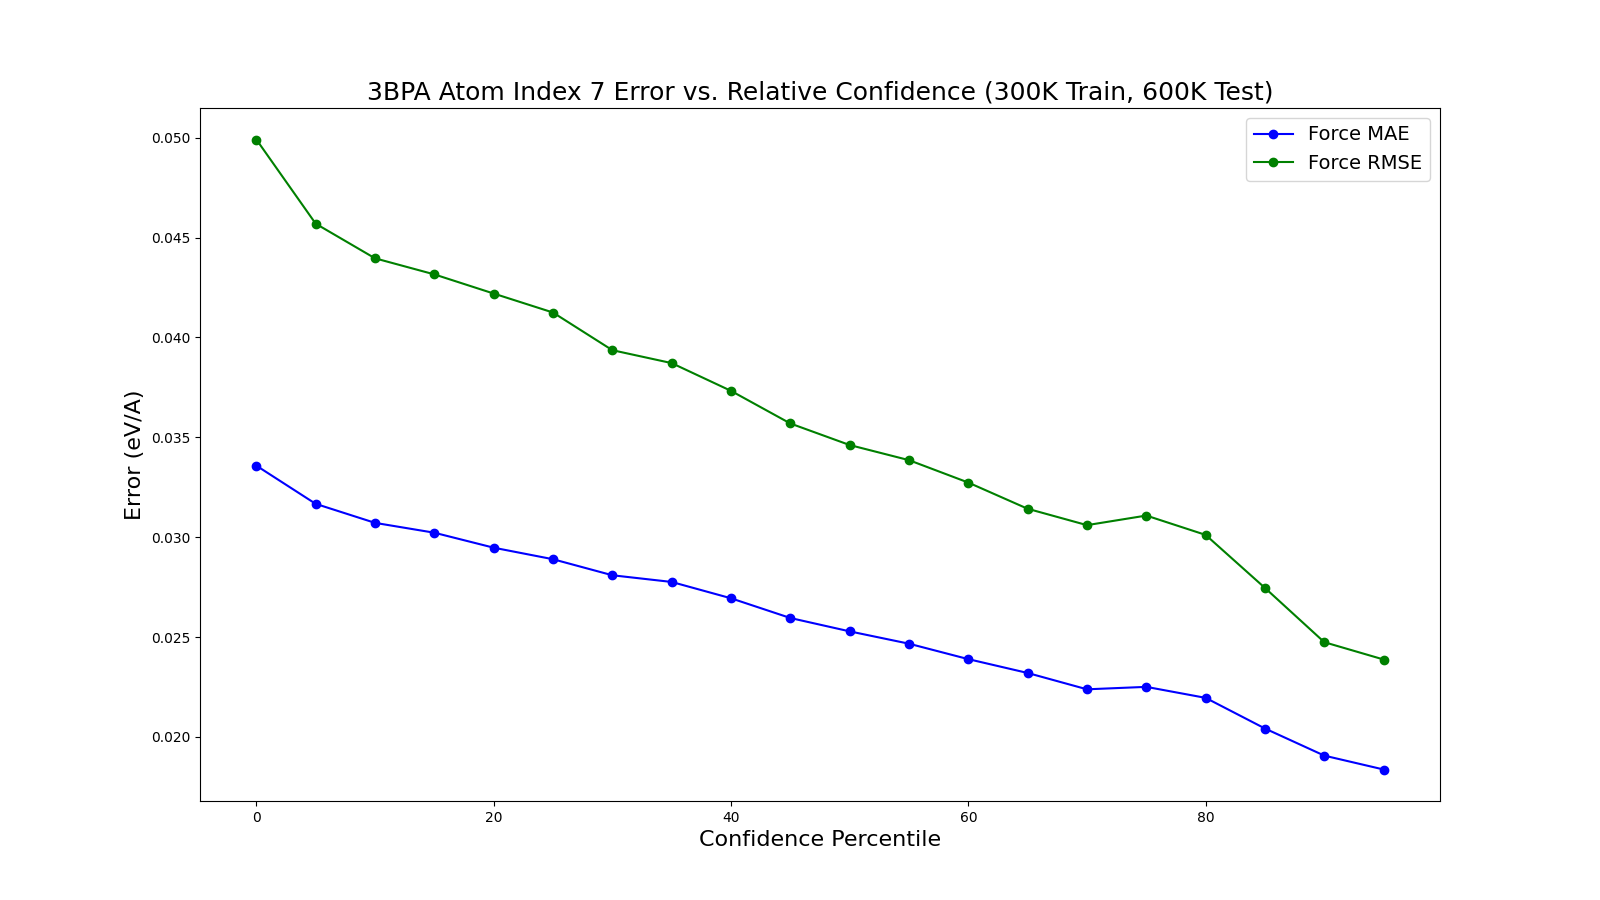 3BPA Atom Index 7 Error vs. Relative Confidence (300K Train, 600K Test)
Force MAE
Force RMSE
0.050
0.045
0.040
0.035
0.030
0.025
0.020
Error (eV/A)
0
20
40
60
80
Confidence Percentile